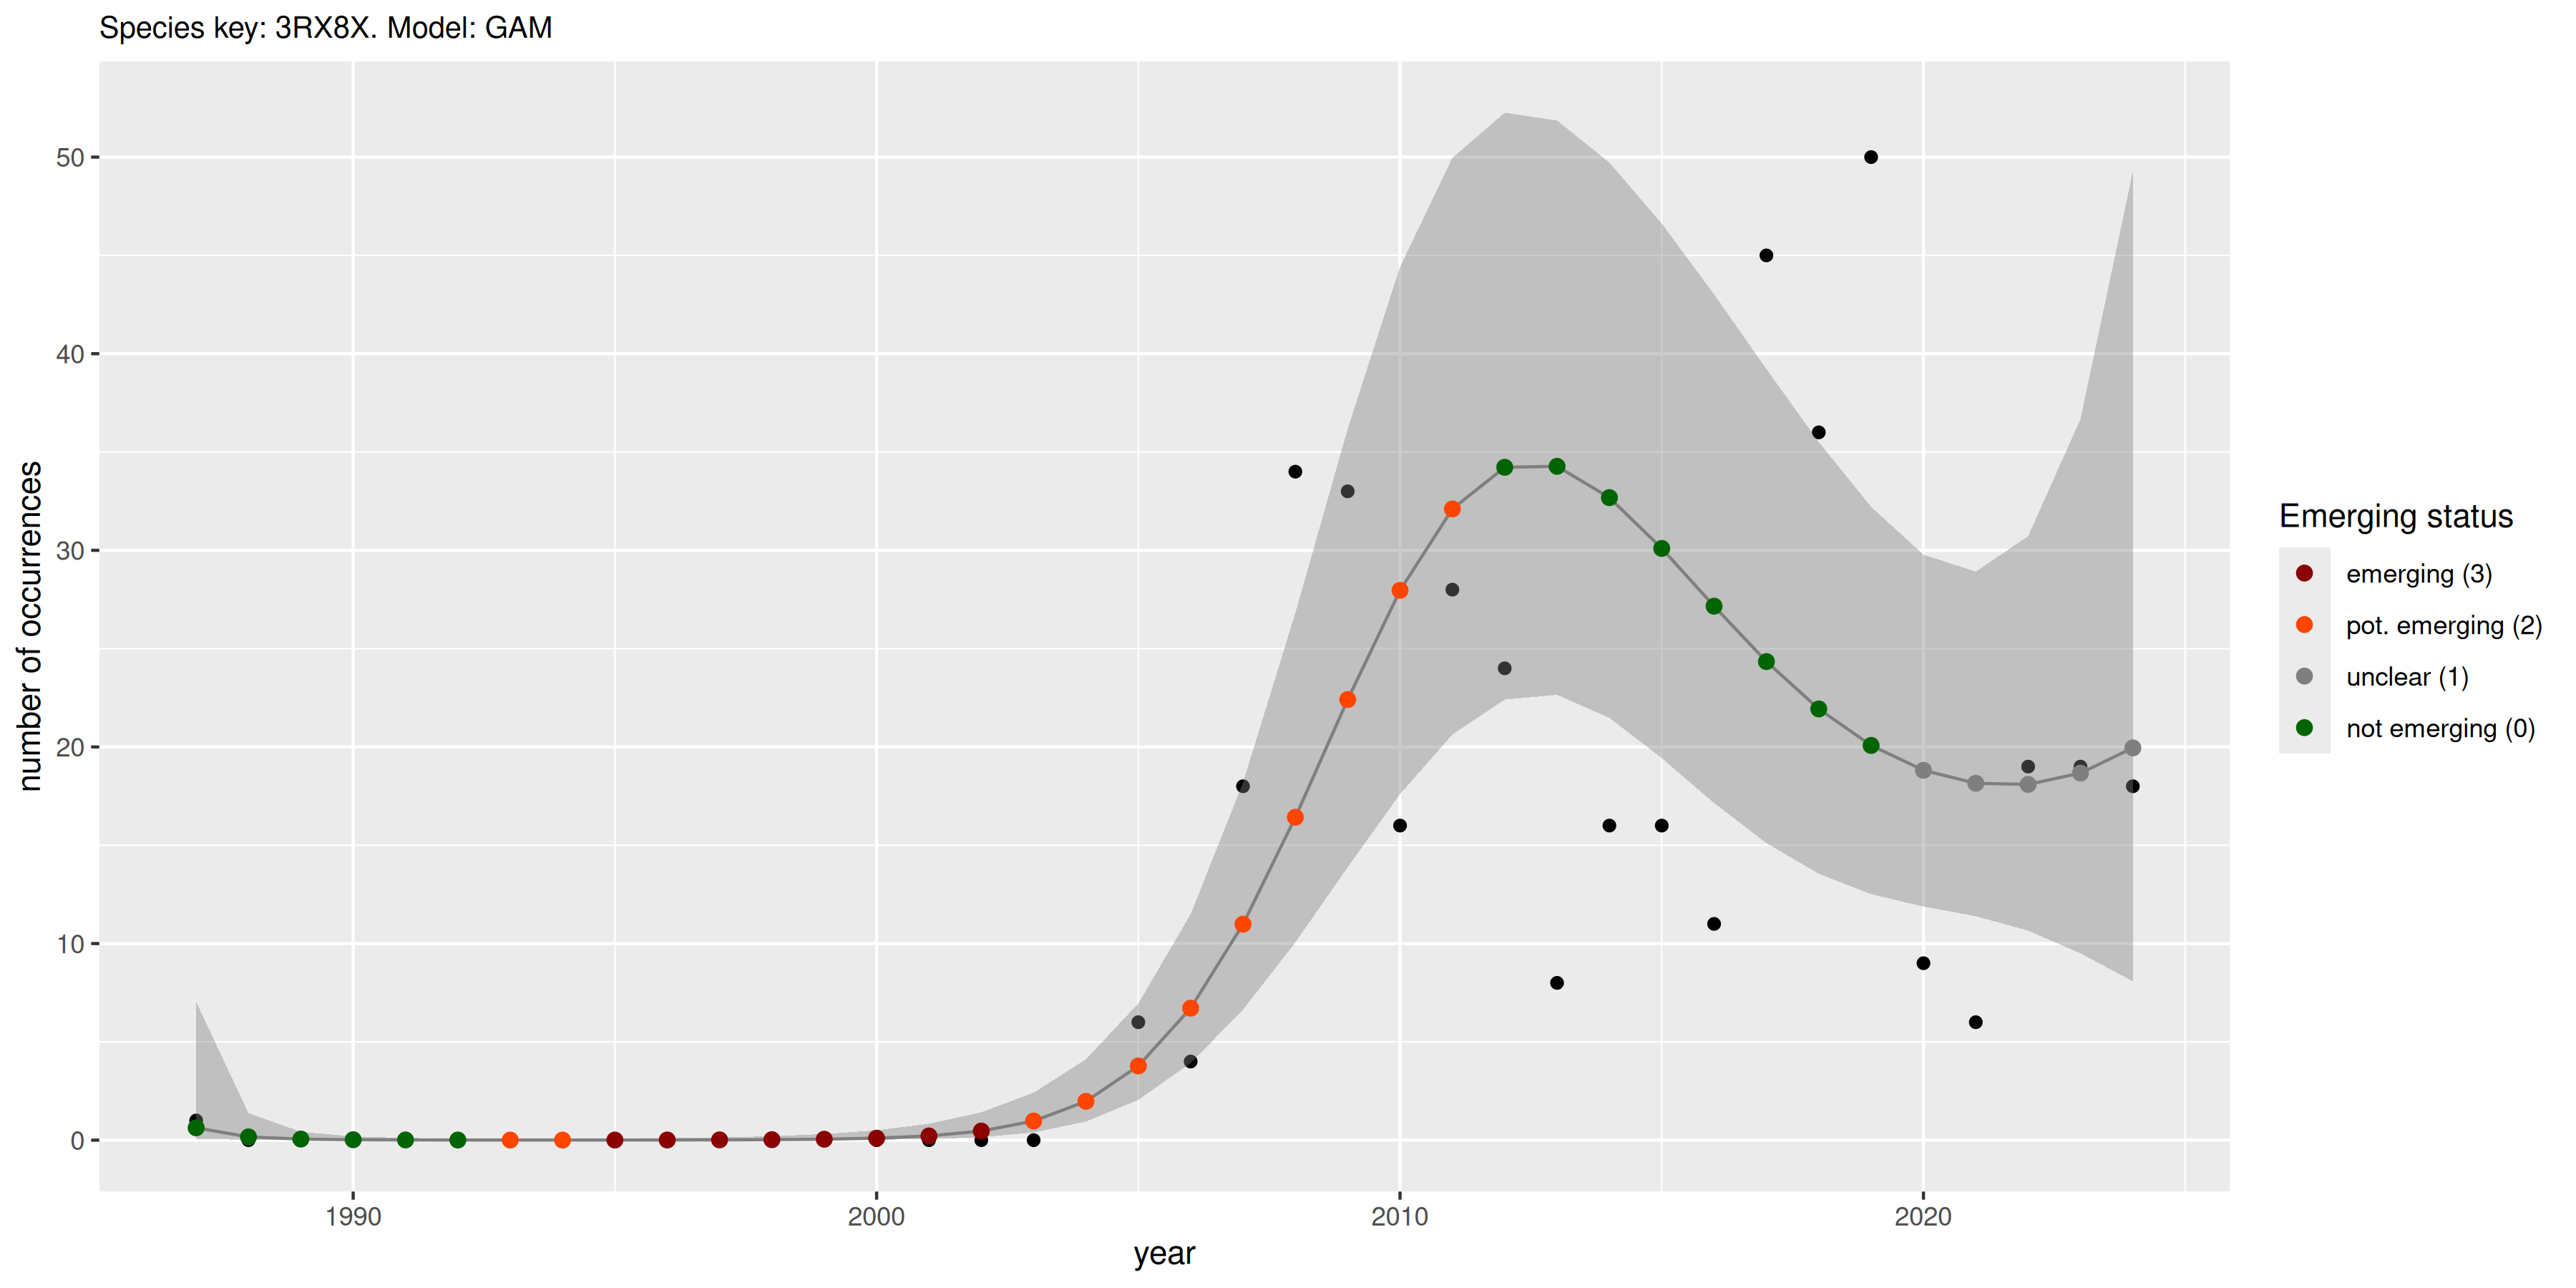 Species key: 3RX8X. Model: GAM
50
40
30
20
10
0
number of occurrences
1990
2000
2010
2020
year
Emerging status
emerging (3)
pot. emerging (2)
unclear (1)
not emerging (0)